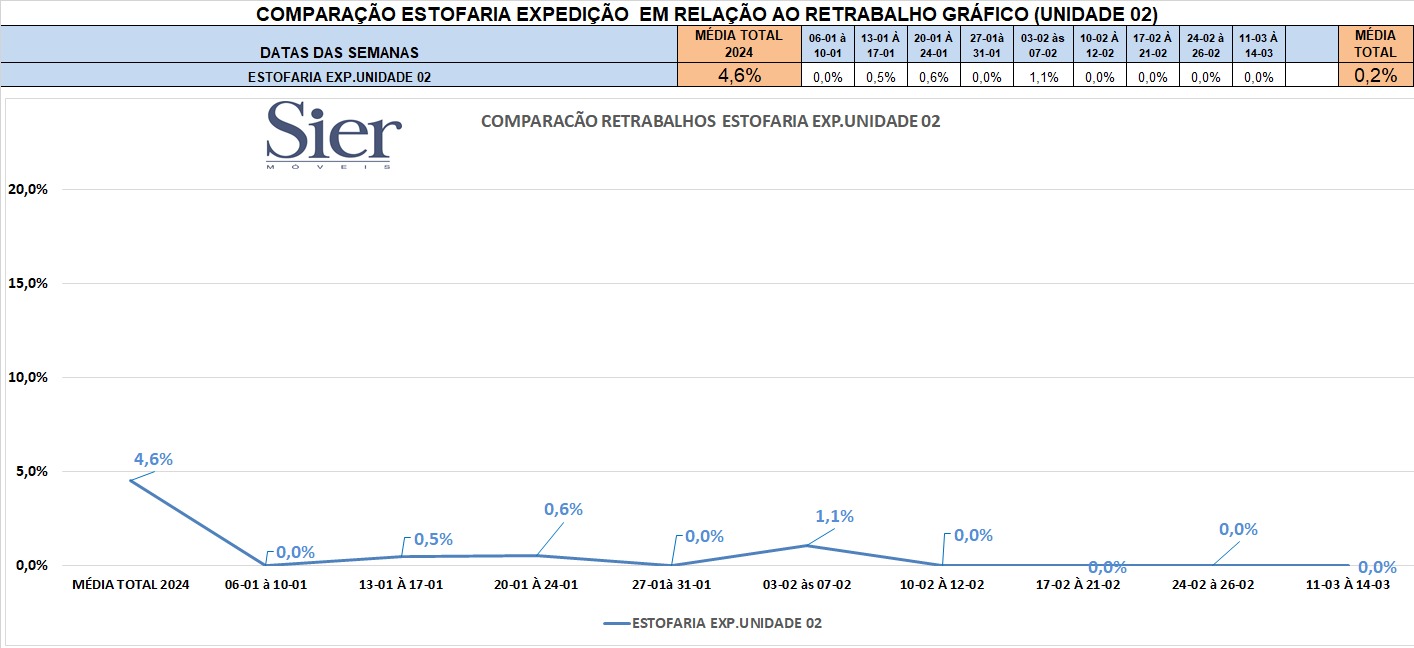 COMPARAÇÃO ESTOFARIA EXPEDIÇÃO EM RELAÇÃO AO RETRABALHO GRÁFICO (UNIDADE 02)
DATAS DAS SEMANAS
MÉDIA TOTAL
2024
06-01 à
10-01
13-01 À
17-01
20-01 À
24-01
27-01à
31-01
03-02 às
07-02
10-02 À
12-02
17-02 À
21-02
24-02 à
26-02
11-03 À
14-03
MÉDIA
TOTAL
ESTOFARIA EXP.UNIDADE 02 4,6% 0,0% 0,5% 0,6% 0,0% 1,1% 0,0% 0,0% 0,0% 0,0% 0,2%
Sier
MÓVEIS
COMPARACÃO RETRABALHOS ESTOFARIA EXP.UNIDADE 02
20,0%
15,0%
10,0%
5,0%
0,0%
4,6%
0,0%
0,5%
0,6%
0,0%
1,1%
0,0%
0,0%
0,0%
0,0%
MÉDIA TOTAL 2024 06-01 à 10-01 13-01 À 17-01 20-01 À 24-01 27-01à 31-01 03-02 às 07-02 10-02 À 12-02 17-02 À 21-02 24-02 à 26-02 11-03 À 14-03
ESTOFARIA EXP.UNIDADE 02